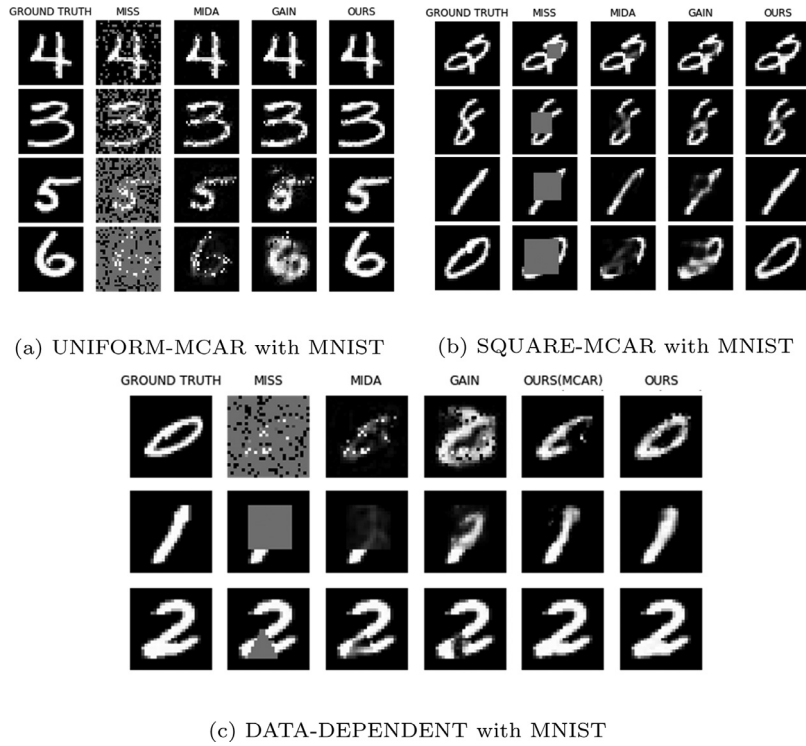 GROUND TRUTH MISS MIDA GAIN OURS
GROUND TRUTH MISS MIDA GAIN OURS
(a) UNIFORM-MCAR with MNIST
(b) SQUARE-MCAR with MNIST
GROUND TRUTH MISS MIDA GAIN OURS(MCAR) OURS
(c) DATA-DEPENDENT with MNIST